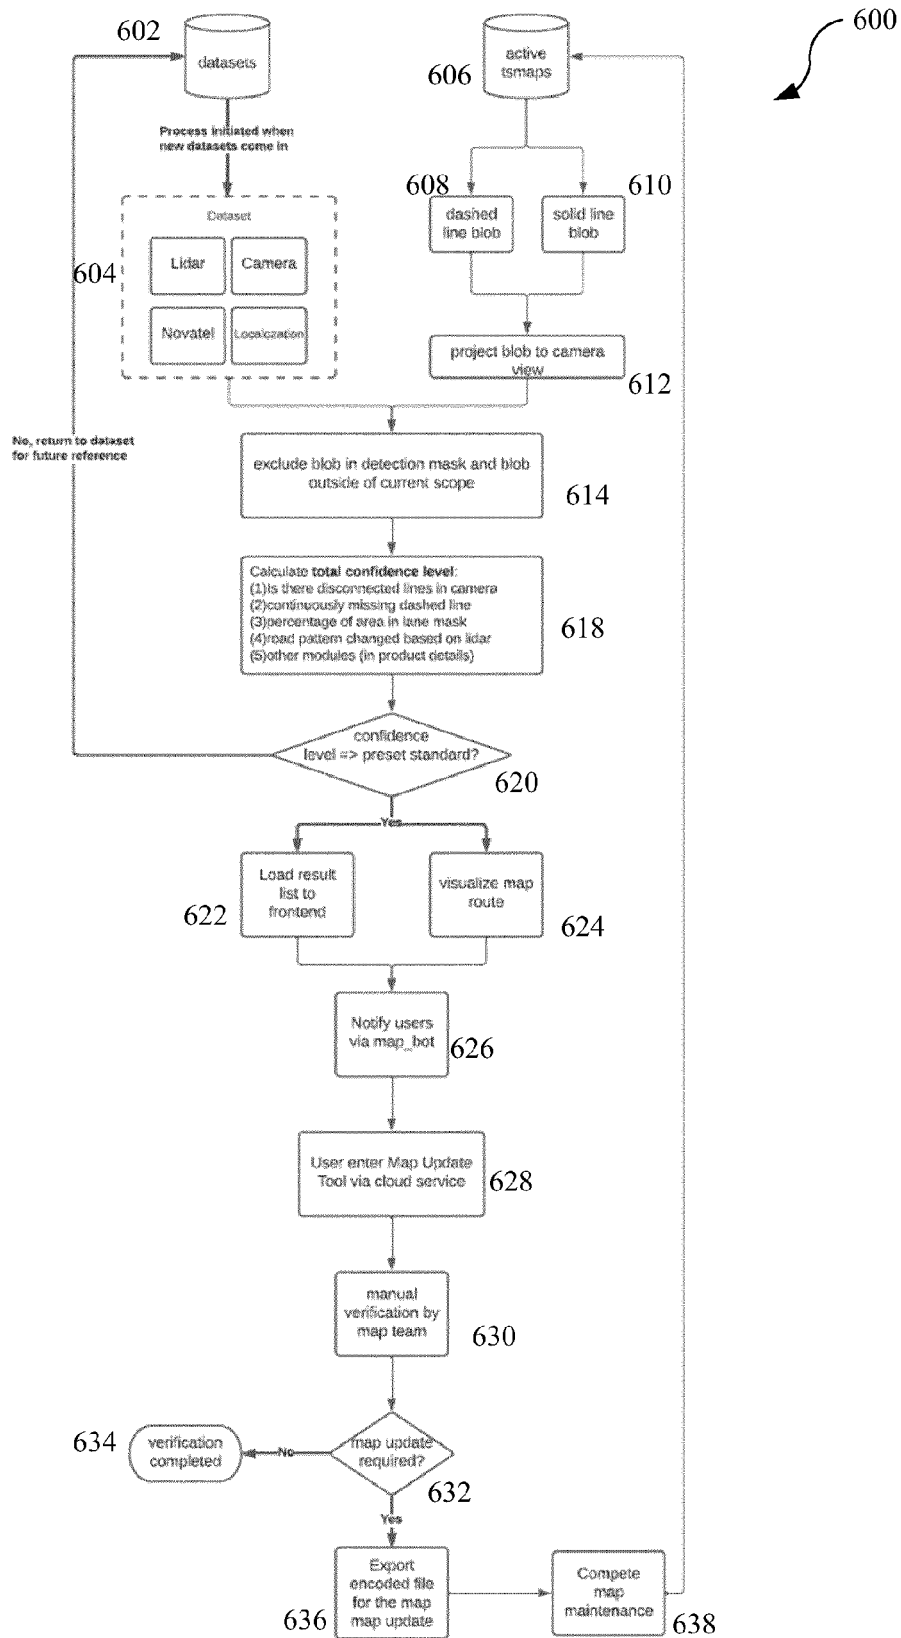 602
datasets
active
tsmaps
606
600
Process initiated when
new datasets come in
608
610
dashed
line blob
solid line
blob
Dataset
Lidar
Camera
604
Novatel
Localization
project blob to camera
view
612
No, return to dataset
for future reference
exclude blob in detection mask and blob
outside of current scope
614
Calculate total confidence level:
(1)Is there disconnected lines in camera
(2)continuously missing dashed line
(3)percentage of area in lane mask
(4)road pattern changed based on lidar
(5)other modules (in product details)
618
confidence
level => preset standard?
620
Yes
Load result
list to
frontend
622
visualize map
route
624
Notify users
via map_bot
626
User enter Map Update
Tool via cloud service
628
manual
verification by
map team
630
634
verification
completed
No
map update
required?
632
Yes
Export
encoded file
for the map
map update
636
Compete
map
maintenance
638